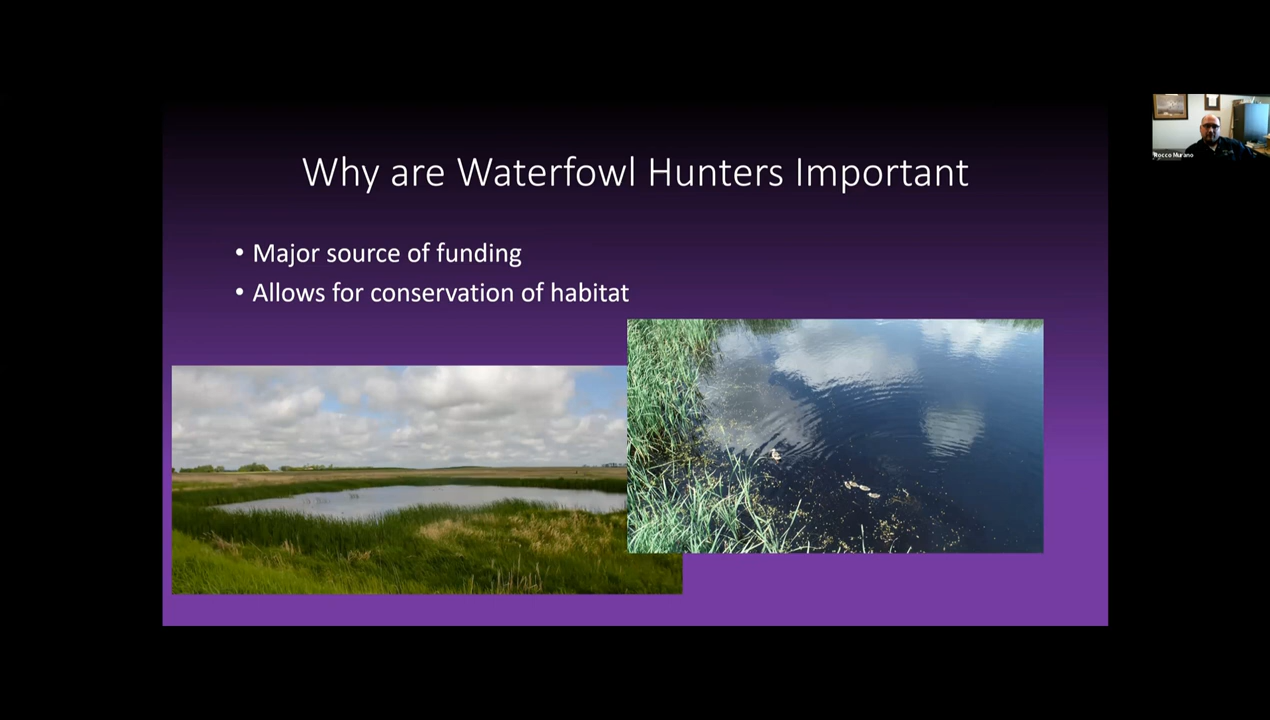 Why are Waterfowl Hunters Important
• Major source of funding
• Allows for conservation of habitat
Rocco Murano